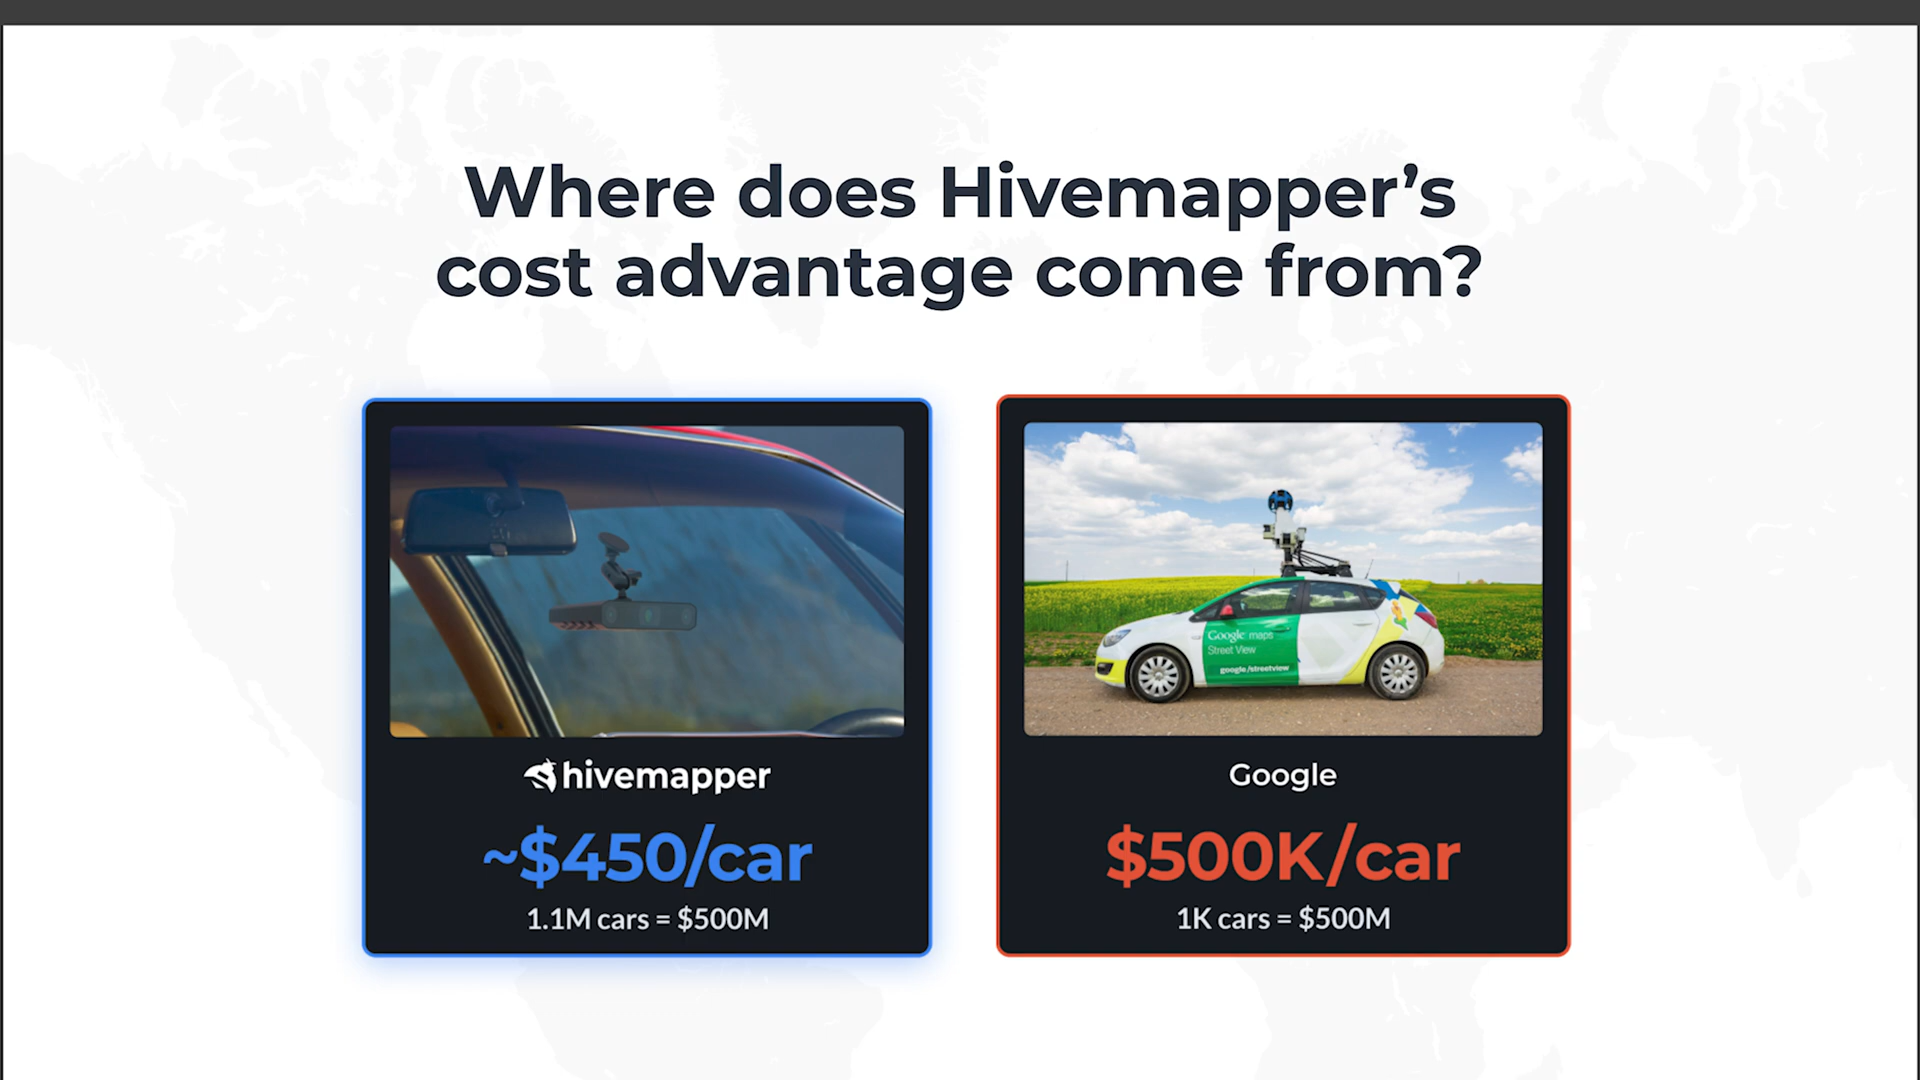 Where does Hivemapper’s
cost advantage come from?
hivemapper
~$450/car
1.1M cars = $500M
Google maps
Street View
google/streetview
Google
$500K/car
1K cars = $500M